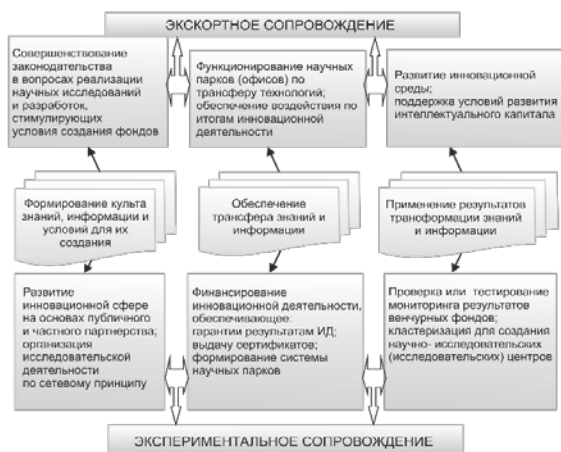 ЭКСКОРТНОЕ СОПРОВОЖДЕНИЕ
Совершенствование
законодательства
в вопросах реализации
научных исследований
и разработок,
стимулирующих
условия создания фондов
Функционирование научных
парков (офисов) по
трансферу технологий;
обеспечение воздействия по
итогам инновационной
деятельности
Развитие инновационной
среды;
поддержка условий развития
интеллектуального капитала
Формирование культа
знаний, информации и
условий для их
создания
Обеспечение
трансфера знаний и
информации
Применение результатов
трансформации знаний
и информации
Развитие
инновационной сфере
на основах публичного
и частного партнерства;
организация
исследовательской
деятельности
по сетевому принципу
Финансирование
инновационной деятельности,
обеспечивающее:
гарантии результатам ИД;
выдачу сертификатов;
формирование системы
научных парков
Проверка или тестирование
мониторинга результатов
венчурных фондов;
кластеризация для создания
научно- исследовательских
(исследовательских) центров
ЭКСПЕРИМЕНТАЛЬНОЕ СОПРОВОЖДЕНИЕ